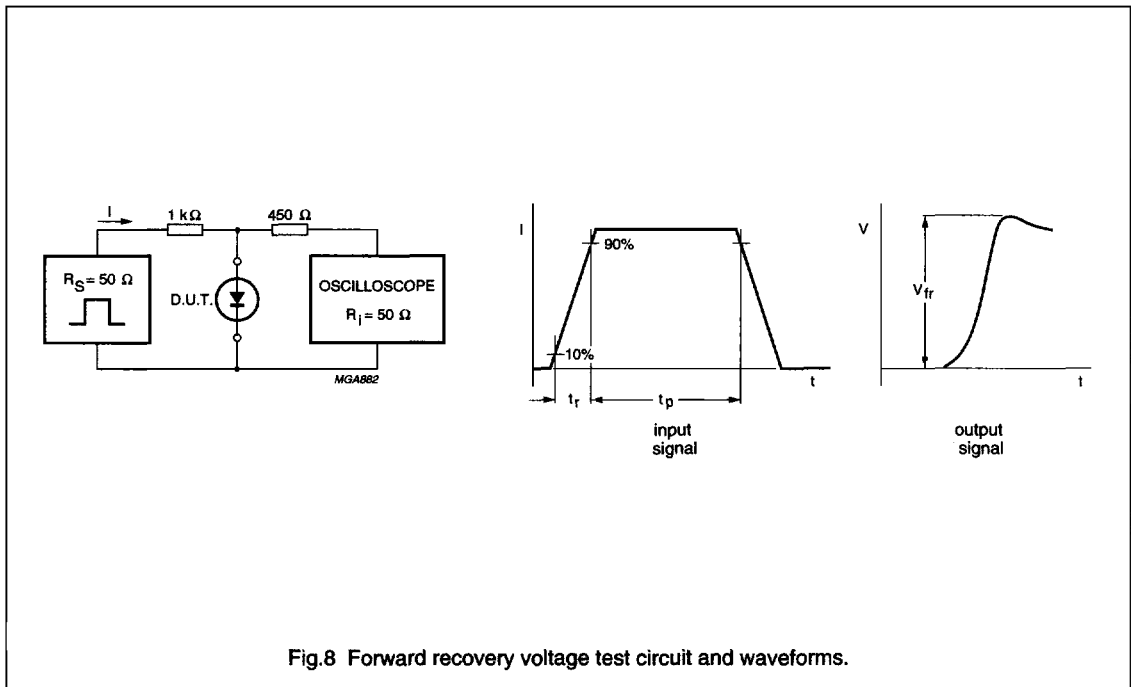 I
1 kΩ
450 Ω
R_S = 50 Ω
D.U.T.
OSCILLOSCOPE
R_i = 50 Ω
MGA882
I
90%
10%
t
t_r
t_p
input
signal
V
V_fr
t
output
signal
Fig.8 Forward recovery voltage test circuit and waveforms.